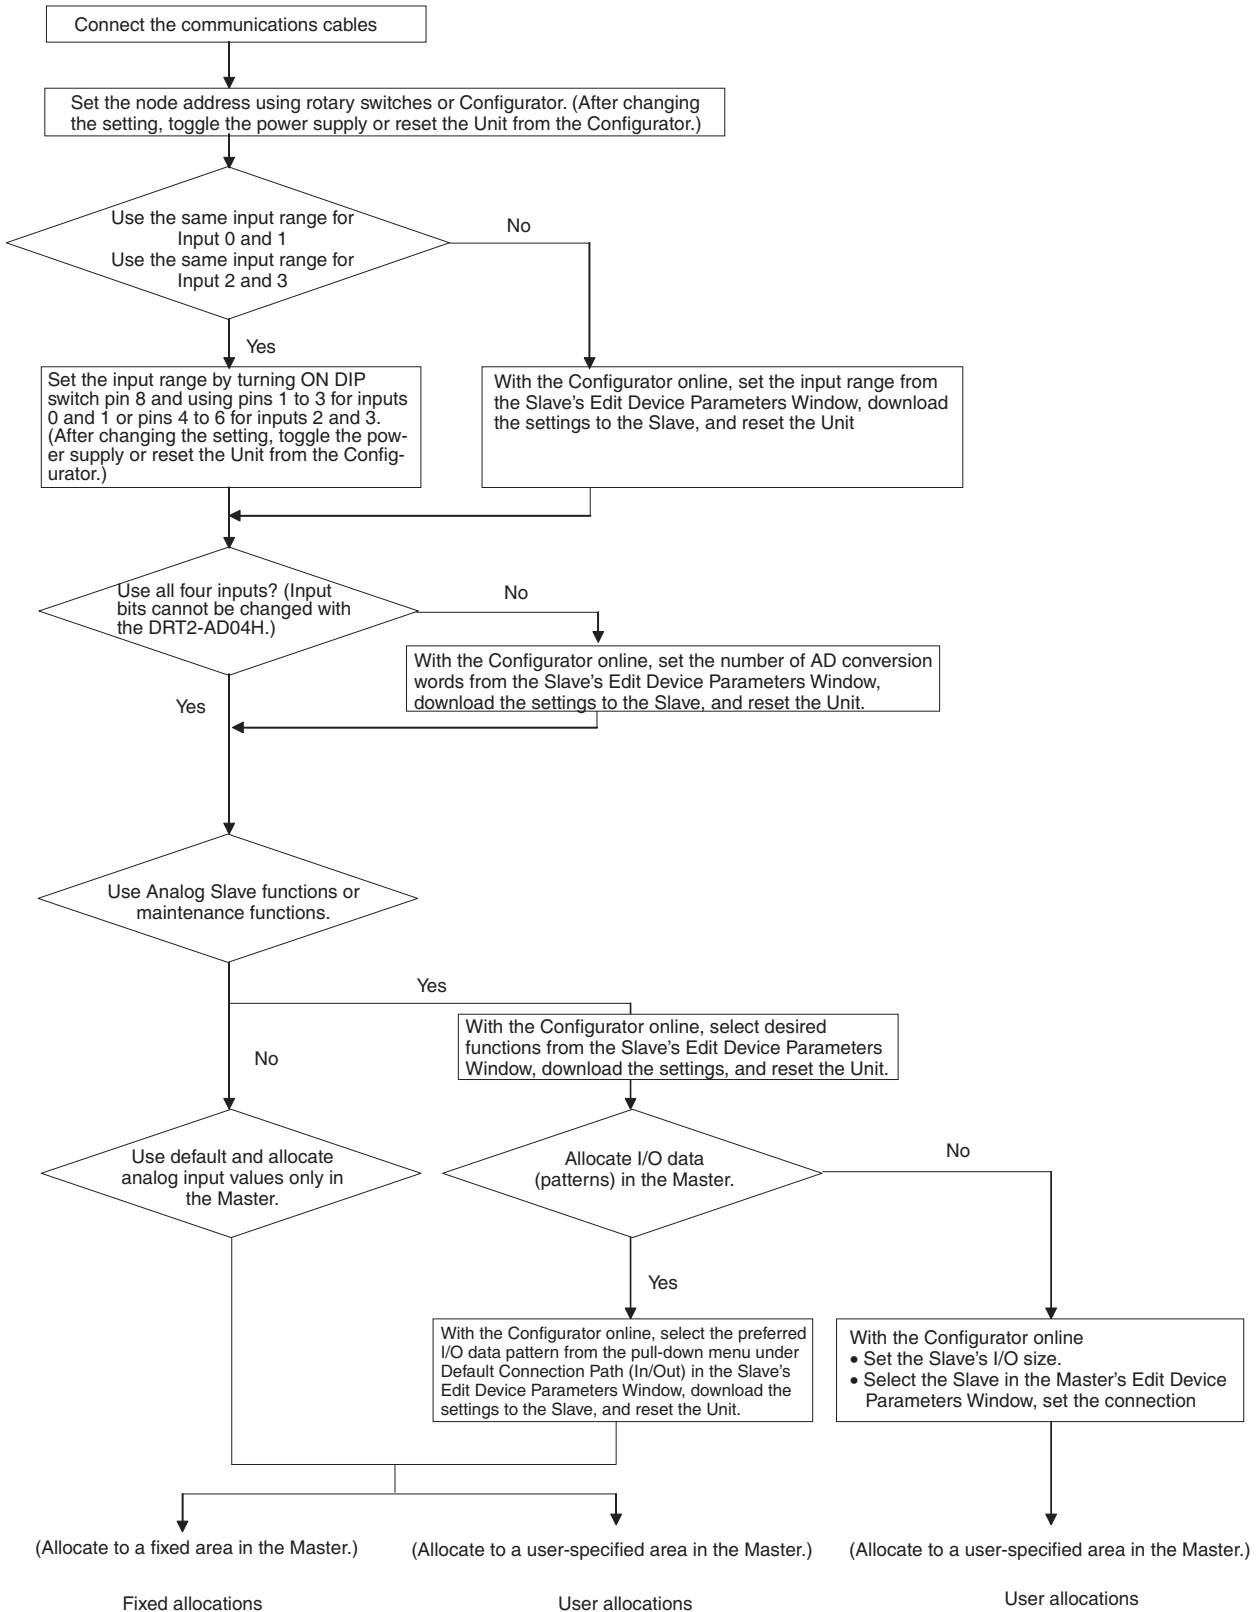 Connect the communications cables
Set the node address using rotary switches or Configurator. (After changing
the setting, toggle the power supply or reset the Unit from the Configurator.)
Use the same input range for
Input 0 and 1
Use the same input range for
Input 2 and 3
No
Yes
Set the input range by turning ON DIP
switch pin 8 and using pins 1 to 3 for inputs
0 and 1 or pins 4 to 6 for inputs 2 and 3.
(After changing the setting, toggle the pow-
er supply or reset the Unit from the Config-
urator.)
With the Configurator online, set the input range from
the Slave's Edit Device Parameters Window, download
the settings to the Slave, and reset the Unit
Use all four inputs? (Input
bits cannot be changed with
the DRT2-AD04H.)
No
With the Configurator online, set the number of AD conversion
words from the Slave's Edit Device Parameters Window,
download the settings to the Slave, and reset the Unit.
Yes
Use Analog Slave functions or
maintenance functions.
Yes
With the Configurator online, select desired
functions from the Slave's Edit Device Parameters
Window, download the settings, and reset the Unit.
No
Use default and allocate
analog input values only in
the Master.
Allocate I/O data
(patterns) in the Master.
No
Yes
With the Configurator online, select the preferred
I/O data pattern from the pull-down menu under
Default Connection Path (In/Out) in the Slave's
Edit Device Parameters Window, download the
settings to the Slave, and reset the Unit.
With the Configurator online
• Set the Slave's I/O size.
• Select the Slave in the Master's Edit Device
Parameters Window, set the connection
(Allocate to a fixed area in the Master.)
(Allocate to a user-specified area in the Master.)
(Allocate to a user-specified area in the Master.)
Fixed allocations
User allocations
User allocations